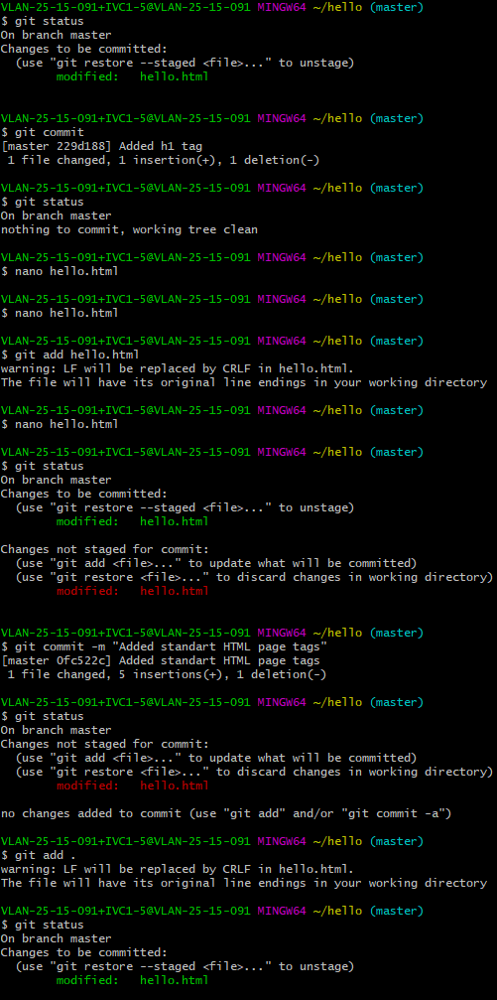 VLAN-25-15-091+IVC1-5@VLAN-25-15-091 MINGW64 ~/hello (master)
$ git status
On branch master
Changes to be committed:
  (use "git restore --staged <file>..." to unstage)
        modified:   hello.html

VLAN-25-15-091+IVC1-5@VLAN-25-15-091 MINGW64 ~/hello (master)
$ git commit
[master 229d188] Added h1 tag
 1 file changed, 1 insertion(+), 1 deletion(-)

VLAN-25-15-091+IVC1-5@VLAN-25-15-091 MINGW64 ~/hello (master)
$ git status
On branch master
nothing to commit, working tree clean

VLAN-25-15-091+IVC1-5@VLAN-25-15-091 MINGW64 ~/hello (master)
$ nano hello.html

VLAN-25-15-091+IVC1-5@VLAN-25-15-091 MINGW64 ~/hello (master)
$ nano hello.html

VLAN-25-15-091+IVC1-5@VLAN-25-15-091 MINGW64 ~/hello (master)
$ git add hello.html
warning: LF will be replaced by CRLF in hello.html.
The file will have its original line endings in your working directory

VLAN-25-15-091+IVC1-5@VLAN-25-15-091 MINGW64 ~/hello (master)
$ nano hello.html

VLAN-25-15-091+IVC1-5@VLAN-25-15-091 MINGW64 ~/hello (master)
$ git status
On branch master
Changes to be committed:
  (use "git restore --staged <file>..." to unstage)
        modified:   hello.html

Changes not staged for commit:
  (use "git add <file>..." to update what will be committed)
  (use "git restore <file>..." to discard changes in working directory)
        modified:   hello.html

VLAN-25-15-091+IVC1-5@VLAN-25-15-091 MINGW64 ~/hello (master)
$ git commit -m "Added standart HTML page tags"
[master 0fc522c] Added standart HTML page tags
 1 file changed, 5 insertions(+), 1 deletion(-)

VLAN-25-15-091+IVC1-5@VLAN-25-15-091 MINGW64 ~/hello (master)
$ git status
On branch master
Changes not staged for commit:
  (use "git add <file>..." to update what will be committed)
  (use "git restore <file>..." to discard changes in working directory)
        modified:   hello.html

no changes added to commit (use "git add" and/or "git commit -a")

VLAN-25-15-091+IVC1-5@VLAN-25-15-091 MINGW64 ~/hello (master)
$ git add .
warning: LF will be replaced by CRLF in hello.html.
The file will have its original line endings in your working directory

VLAN-25-15-091+IVC1-5@VLAN-25-15-091 MINGW64 ~/hello (master)
$ git status
On branch master
Changes to be committed:
  (use "git restore --staged <file>..." to unstage)
        modified:   hello.html